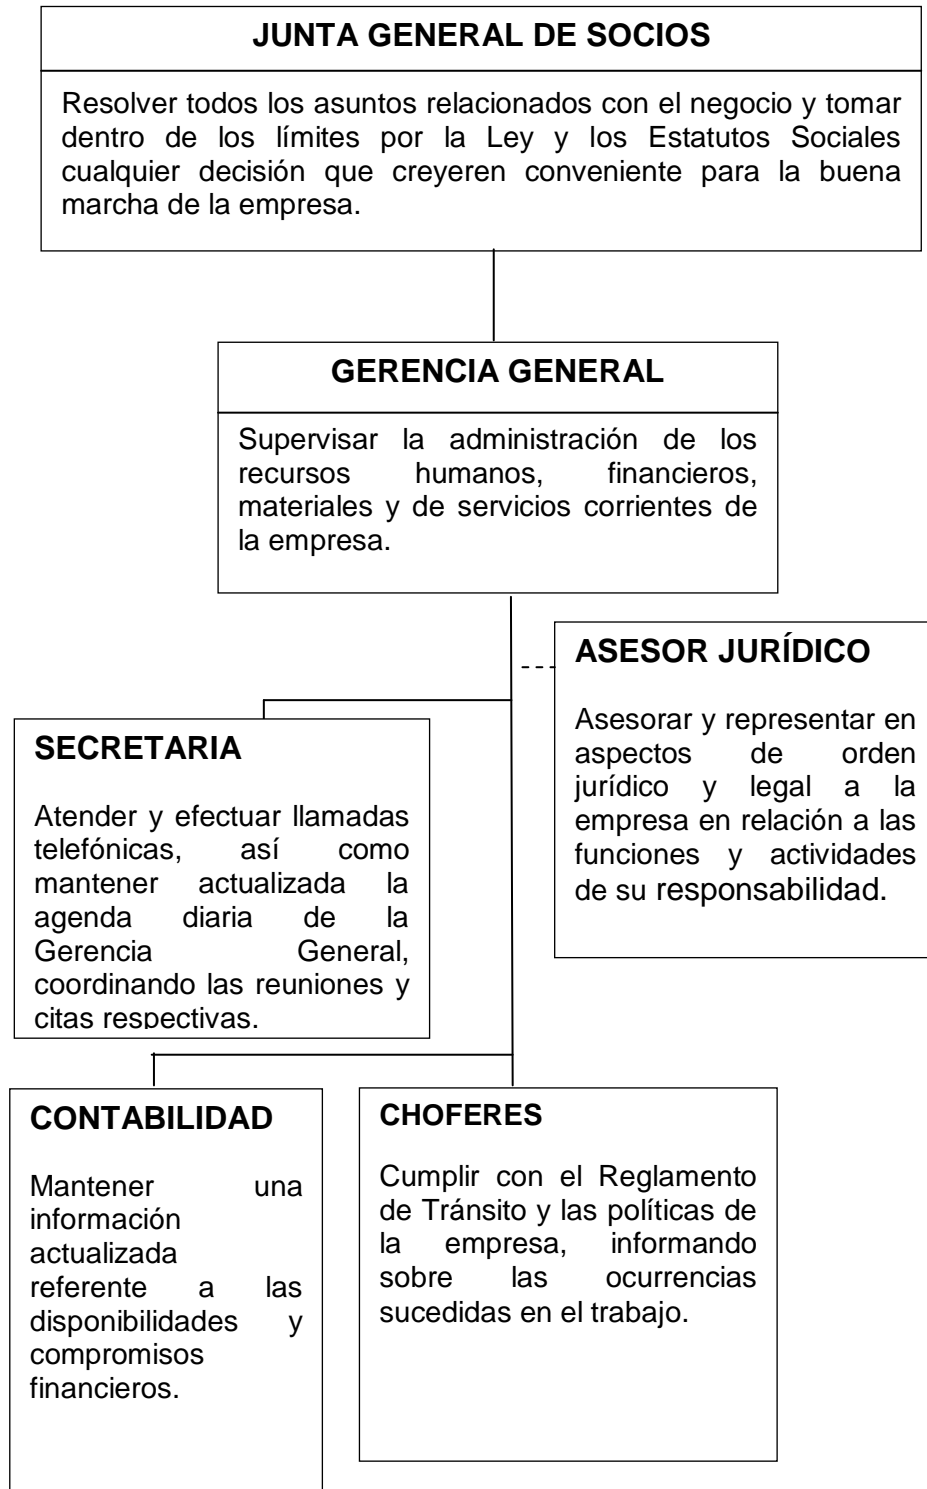 JUNTA GENERAL DE SOCIOS
Resolver todos los asuntos relacionados con el negocio y tomar
dentro de los límites por la Ley y los Estatutos Sociales
cualquier decisión que creyeren conveniente para la buena
marcha de la empresa.
GERENCIA GENERAL
Supervisar la administración de los
recursos humanos, financieros,
materiales y de servicios corrientes de
la empresa.
ASESOR JURÍDICO
Asesorar y representar en
aspectos de orden
jurídico y legal a la
empresa en relación a las
funciones y actividades
de su responsabilidad.
SECRETARIA
Atender y efectuar llamadas
telefónicas, así como
mantener actualizada la
agenda diaria de la
Gerencia General,
coordinando las reuniones y
citas respectivas.
CONTABILIDAD
Mantener una
información
actualizada
referente a las
disponibilidades y
compromisos
financieros.
CHOFERES
Cumplir con el Reglamento
de Tránsito y las políticas de
la empresa, informando
sobre las ocurrencias
sucedidas en el trabajo.